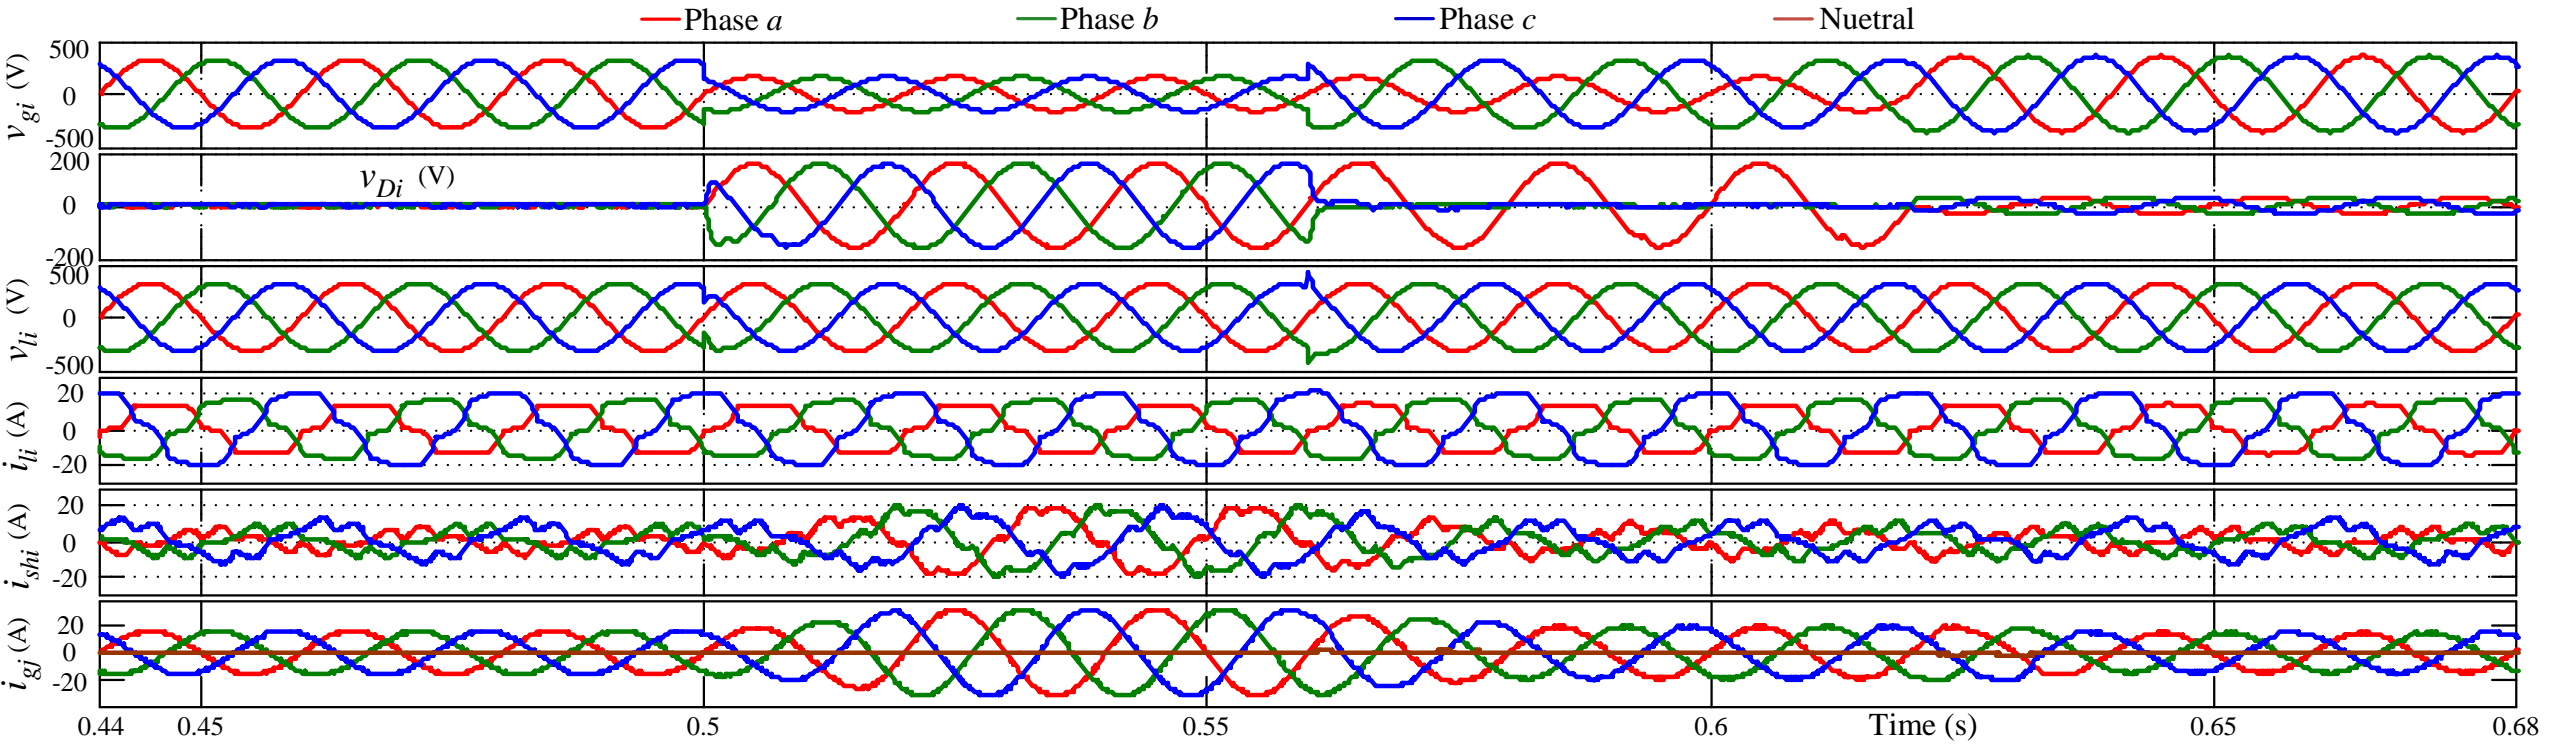 Phase a Phase b Phase c Nuetral
500
0
-500
v_gi (V)
200
0
-200
v_Di (V)
500
0
-500
v_li (V)
20
0
-20
i_li (A)
20
0
-20
i_shi (A)
20
0
-20
i_gj (A)
0.44 0.45 0.5 0.55 0.6 Time (s) 0.65 0.68